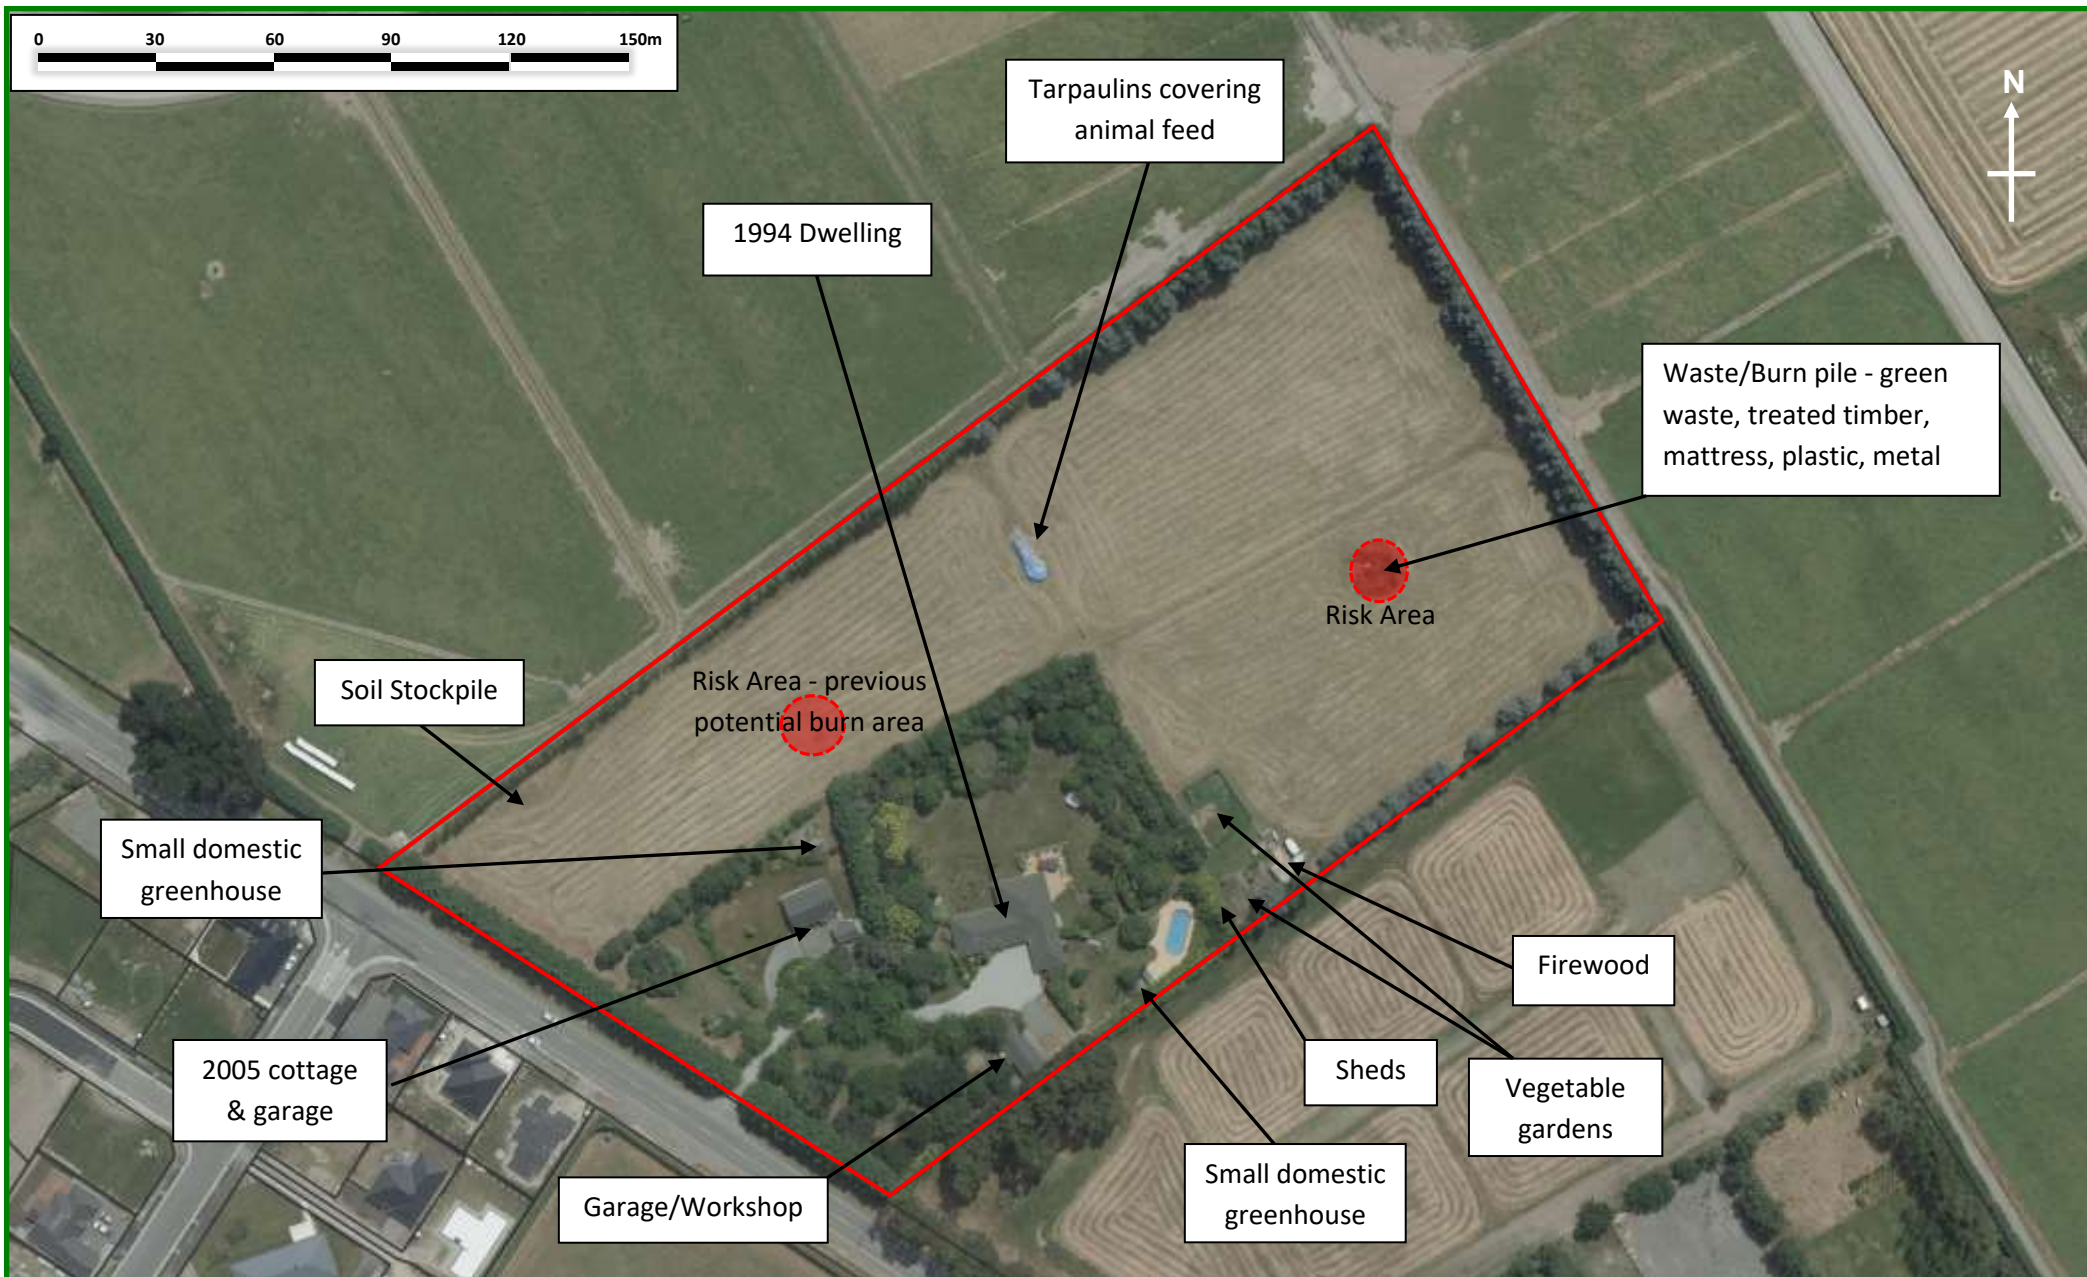 0 30 60 90 120 150m
N
Tarpaulins covering
animal feed
1994 Dwelling
Waste/Burn pile - green
waste, treated timber,
mattress, plastic, metal
Risk Area
Risk Area - previous
potential burn area
Soil Stockpile
Small domestic
greenhouse
Firewood
2005 cottage
& garage
Sheds
Vegetable
gardens
Small domestic
greenhouse
Garage/Workshop